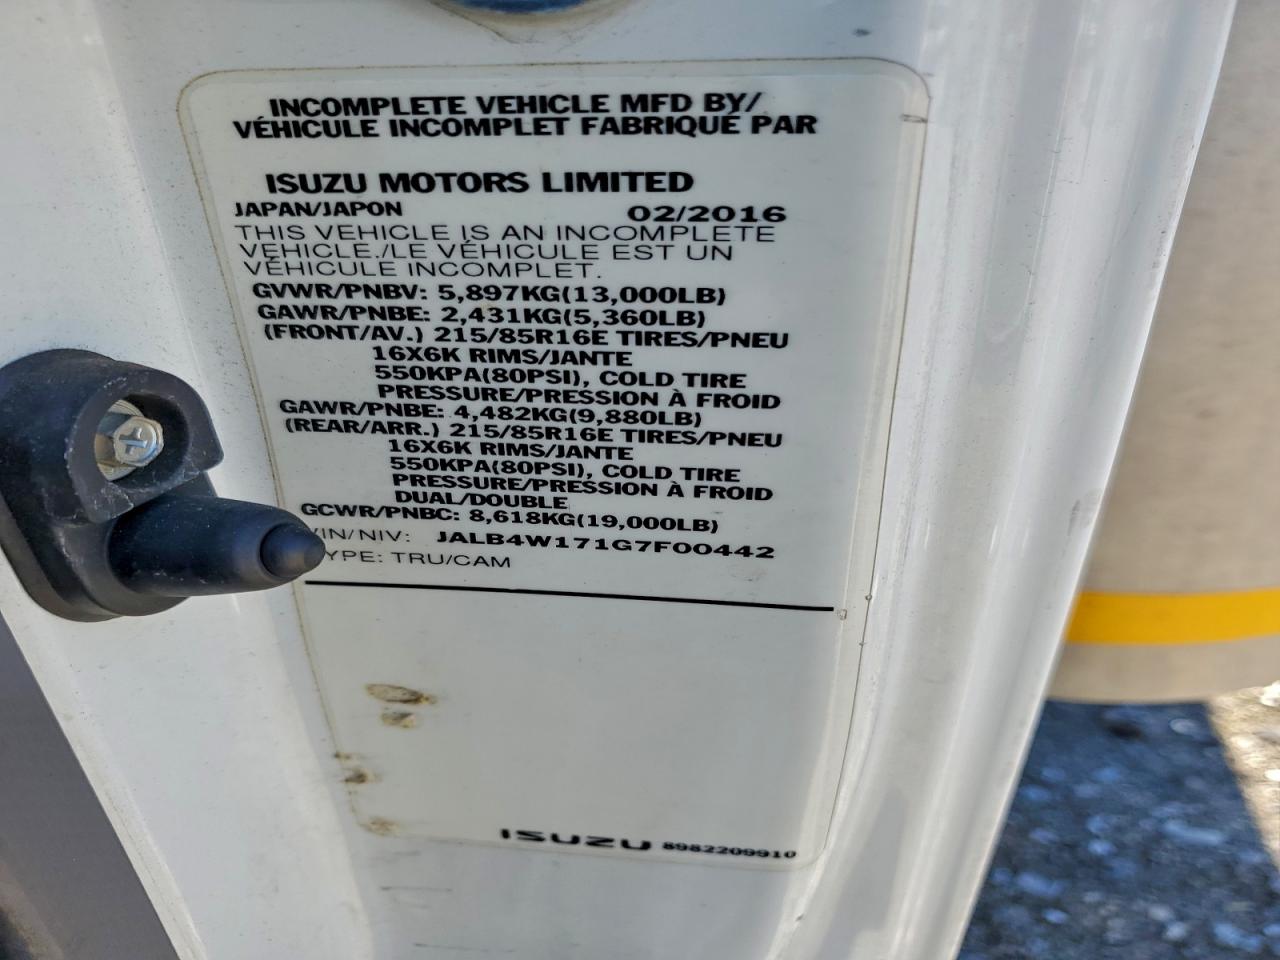 INCOMPLETE VEHICLE MFD BY/
VÉHICULE INCOMPLET FABRIQUÉ PAR
ISUZU MOTORS LIMITED
JAPAN/JAPON 02/2016
THIS VEHICLE IS AN INCOMPLETE
VEHICLE./LE VÉHICULE EST UN
VÉHICULE INCOMPLET.
GVWR/PNBV: 5,897KG(13,000LB)
GAWR/PNBE: 2,431KG(5,360LB)
(FRONT/AV.) 215/85R16E TIRES/PNEU
16X6K RIMS/JANTE
550KPA(80PSI), COLD TIRE
PRESSURE/PRESSION À FROID
GAWR/PNBE: 4,482KG(9,880LB)
(REAR/ARR.) 215/85R16E TIRES/PNEU
16X6K RIMS/JANTE
550KPA(80PSI), COLD TIRE
PRESSURE/PRESSION À FROID
DUAL/DOUBLE
GCWR/PNBC: 8,618KG(19,000LB)
VIN/NIV: JALB4W171G7F00442
YPE: TRU/CAM
ISUZU 8982209910